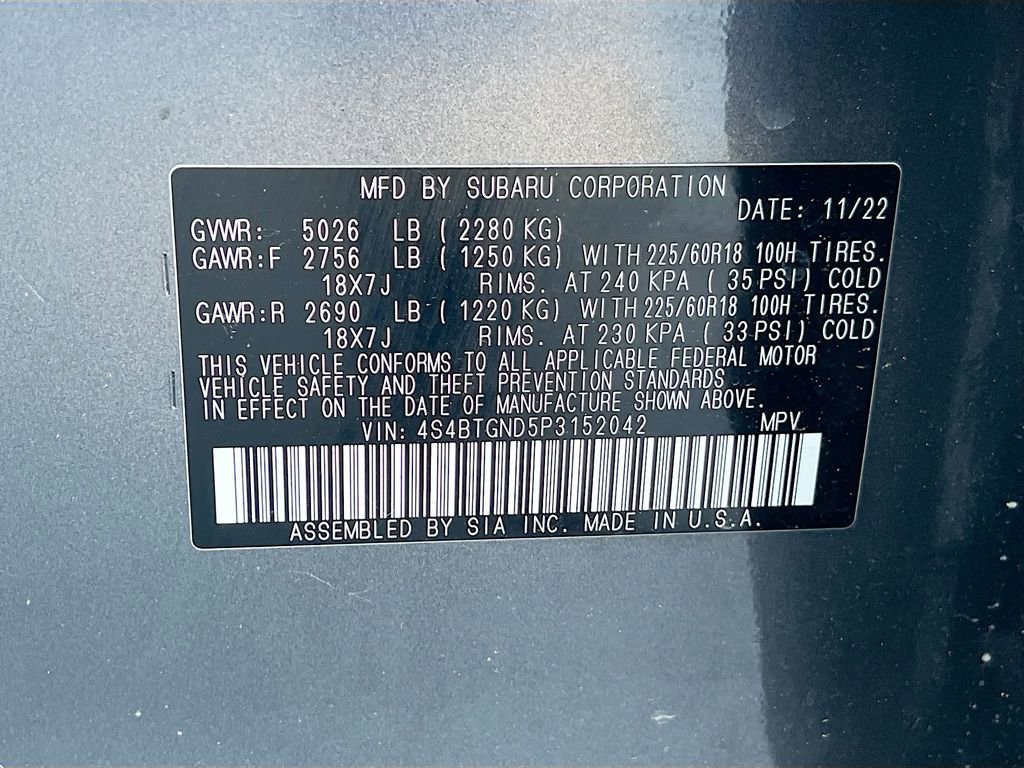 MFD BY SUBARU CORPORATION
DATE: 11/22
GVWR: 5026 LB ( 2280 KG)
GAWR:F 2756 LB ( 1250 KG) WITH 225/60R18 100H TIRES.
18X7J RIMS. AT 240 KPA ( 35 PSI) COLD
GAWR:R 2690 LB ( 1220 KG) WITH 225/60R18 100H TIRES.
18X7J RIMS. AT 230 KPA ( 33 PSI) COLD
THIS VEHICLE CONFORMS TO ALL APPLICABLE FEDERAL MOTOR
VEHICLE SAFETY AND THEFT PREVENTION STANDARDS
IN EFFECT ON THE DATE OF MANUFACTURE SHOWN ABOVE.
VIN: 4S4BTGND5P3152042 MPV
ASSEMBLED BY SIA INC. MADE IN U.S.A.